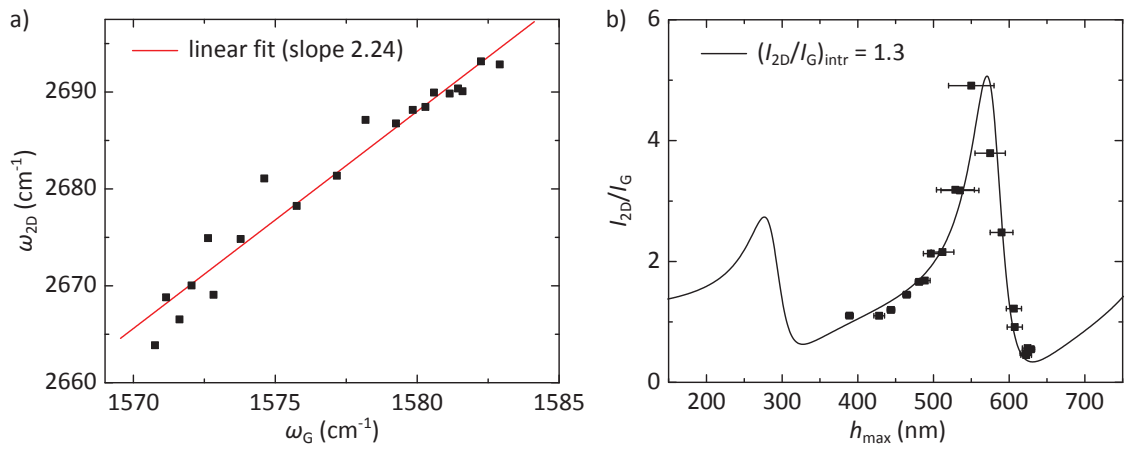 a)
linear fit (slope 2.24)
2690
2680
2670
2660
ω2D (cm-1)
1570 1575 1580 1585
ωG (cm-1)
b)
(I2D/IG)intr = 1.3
6
4
2
0
I2D/IG
200 300 400 500 600 700
hmax (nm)